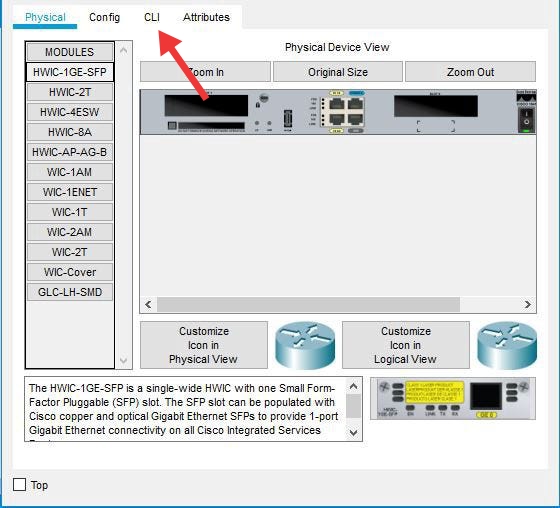 Physical
Config
CLI
Attributes
MODULES
HWIC-1GE-SFP
HWIC-2T
HWIC-4ESW
HWIC-8A
HWIC-AP-AG-B
WIC-1AM
WIC-1ENET
WIC-1T
WIC-2AM
WIC-2T
WIC-Cover
GLC-LH-SMD
Physical Device View
Zoom In
Original Size
Zoom Out
Customize
Icon in
Physical View
Customize
Icon in
Logical View
The HWIC-1GE-SFP is a single-wide HWIC with one Small Form-
Factor Pluggable (SFP) slot. The SFP slot can be populated with
Cisco copper and optical Gigabit Ethernet SFPs to provide 1-port
Gigabit Ethernet connectivity on all Cisco Integrated Services
HWIC-
1GE-SFP
EN
LINK
TX
RX
GE 0
Top